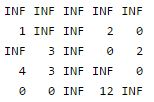 INF INF INF INF INF
1 INF INF 2 0
INF 3 INF 0 2
4 3 INF INF 0
0 0 INF 12 INF